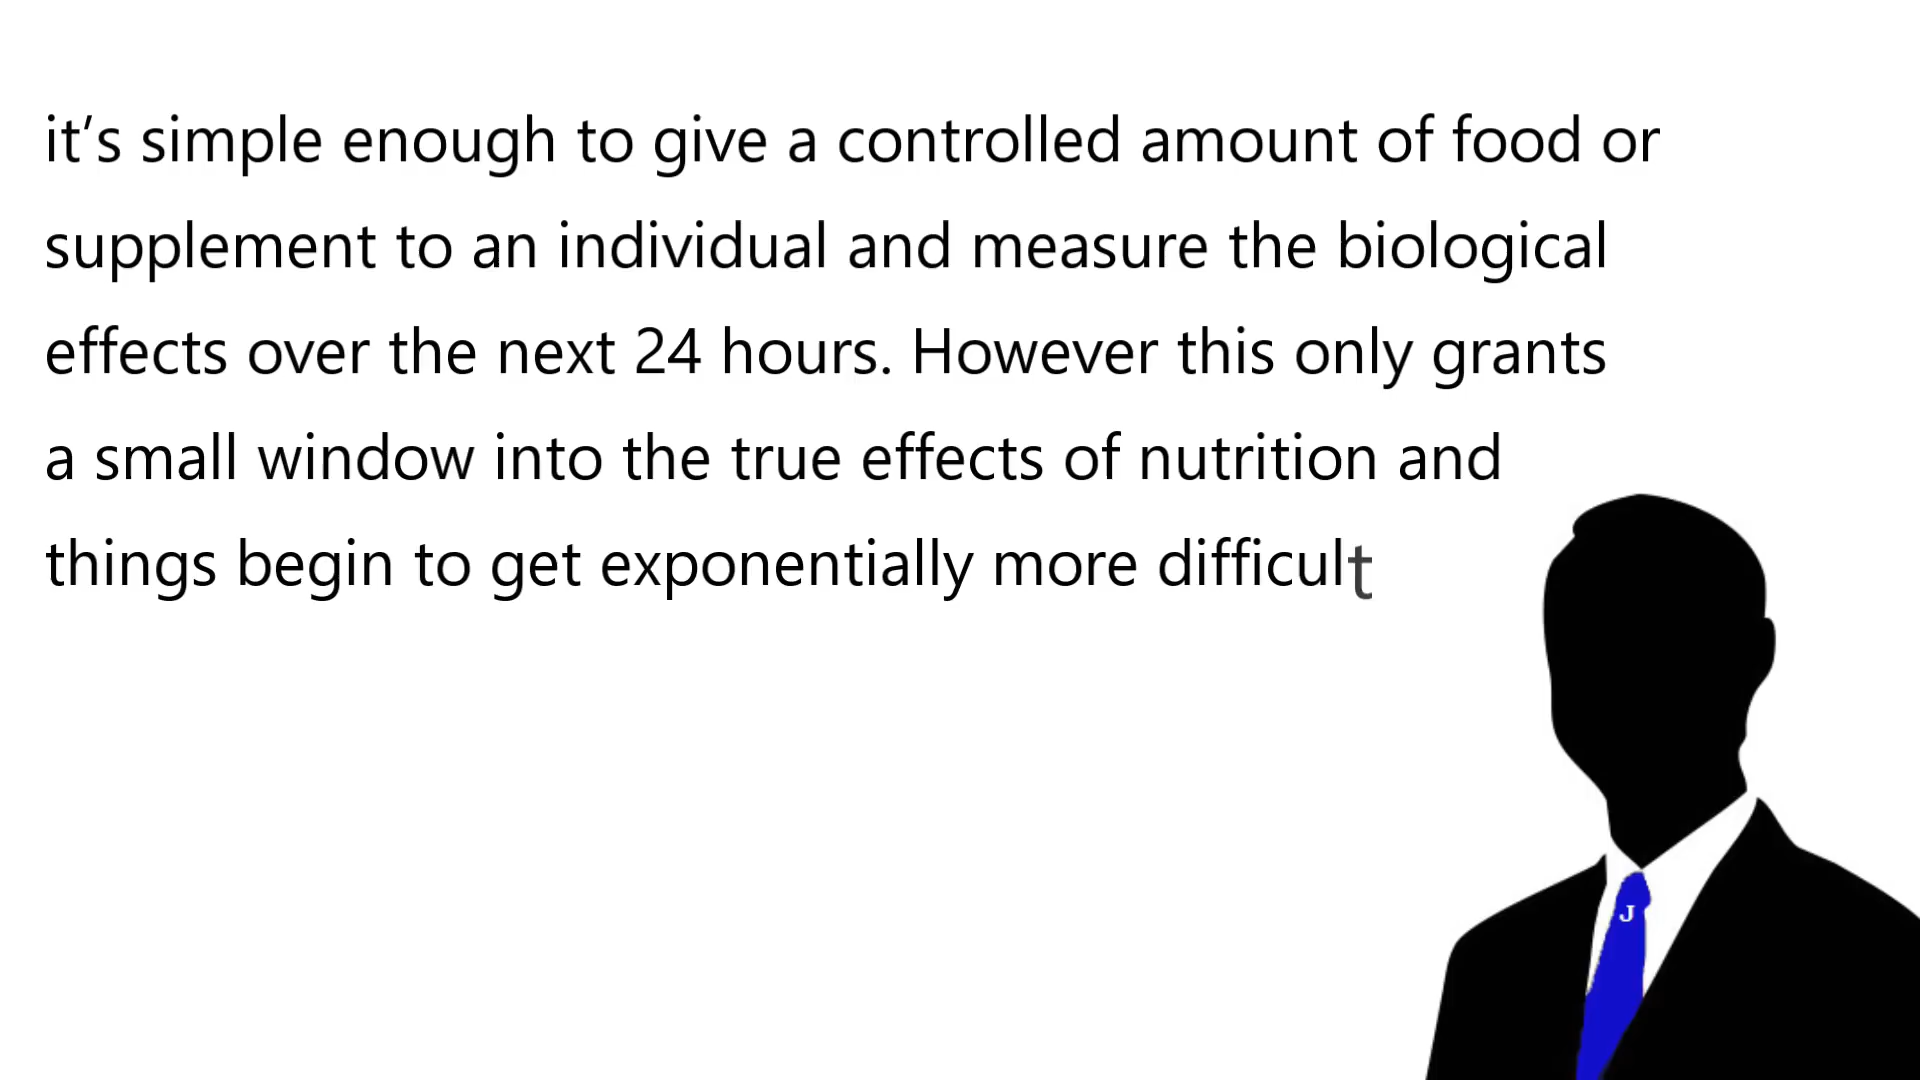 it’s simple enough to give a controlled amount of food or
supplement to an individual and measure the biological
effects over the next 24 hours. However this only grants
a small window into the true effects of nutrition and
things begin to get exponentially more difficult
J